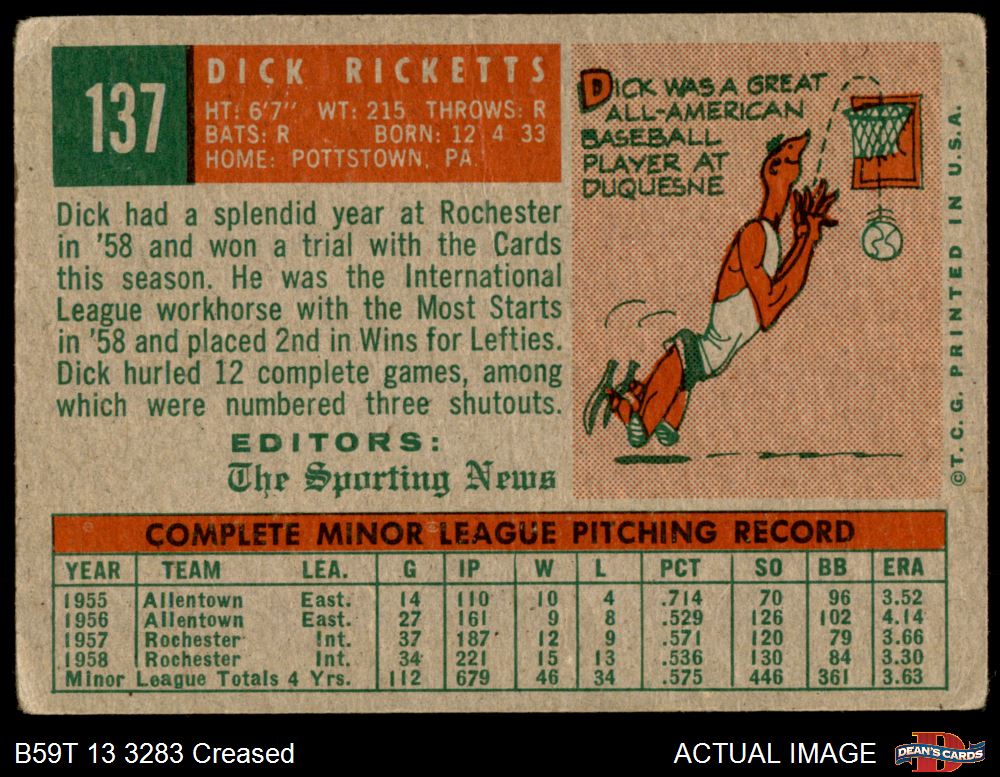 137
DICK RICKETTS
HT: 6'7" WT: 215 THROWS: R
BATS: R BORN: 12 4 33
HOME: POTTSTOWN, PA.
Dick had a splendid year at Rochester
in '58 and won a trial with the Cards
this season. He was the International
League workhorse with the Most Starts
in '58 and placed 2nd in Wins for Lefties.
Dick hurled 12 complete games, among
which were numbered three shutouts.
EDITORS:
The Sporting News
DICK WAS A GREAT
ALL-AMERICAN
BASEBALL
PLAYER AT
DUQUESNE
©T.C.G. PRINTED IN U.S.A.
COMPLETE MINOR LEAGUE PITCHING RECORD
YEAR TEAM LEA. G IP W L PCT SO BB ERA
1955 Allentown East. 14 110 10 4 .714 70 96 3.52
1956 Allentown East. 27 161 9 8 .529 126 102 4.14
1957 Rochester Int. 37 187 12 9 .571 120 79 3.66
1958 Rochester Int. 34 221 15 13 .536 130 84 3.30
Minor League Totals 4 Yrs. 112 679 46 34 .575 446 361 3.63
B59T 13 3283 Creased
ACTUAL IMAGE
DEAN'S CARDS